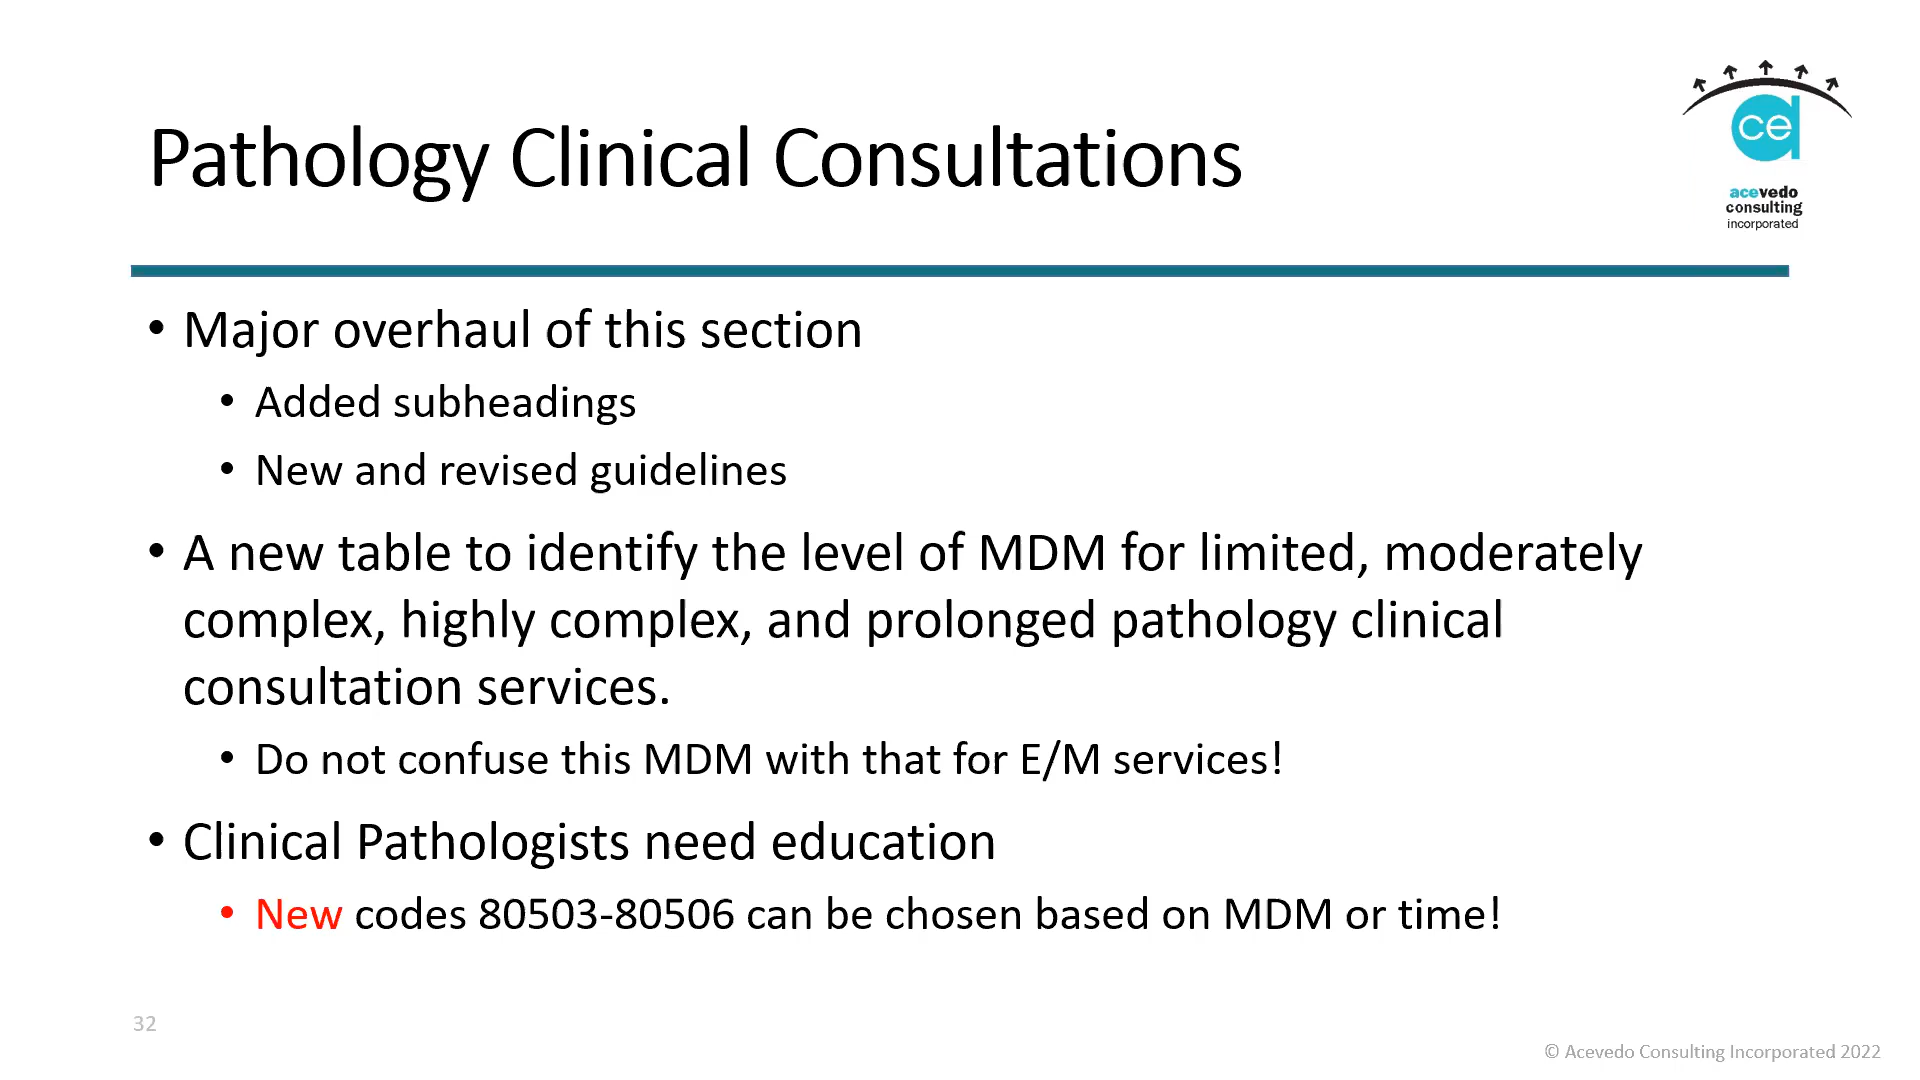 ce
acevedo
consulting
incorporated
Pathology Clinical Consultations
• Major overhaul of this section
• Added subheadings
• New and revised guidelines
• A new table to identify the level of MDM for limited, moderately
complex, highly complex, and prolonged pathology clinical
consultation services.
• Do not confuse this MDM with that for E/M services!
• Clinical Pathologists need education
• New codes 80503-80506 can be chosen based on MDM or time!
32
© Acevedo Consulting Incorporated 2022